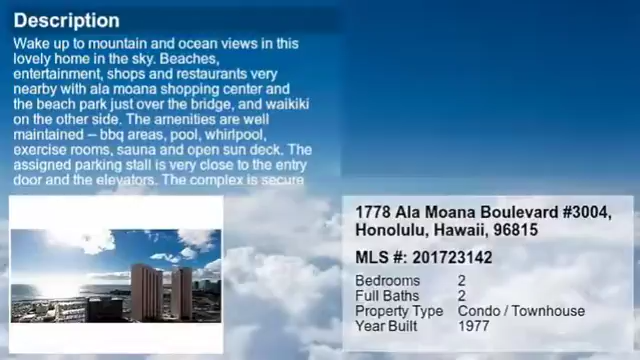 Description
Wake up to mountain and ocean views in this
lovely home in the sky. Beaches,
entertainment, shops and restaurants very
nearby with ala moana shopping center and
the beach park just over the bridge, and waikiki
on the other side. The amenities are well
maintained – bbq areas, pool, whirlpool,
exercise rooms, sauna and open sun deck. The
assigned parking stall is very close to the entry
door and the elevators. The complex is secure
1778 Ala Moana Boulevard #3004,
Honolulu, Hawaii, 96815
MLS #: 201723142
Bedrooms 2
Full Baths 2
Property Type Condo / Townhouse
Year Built 1977